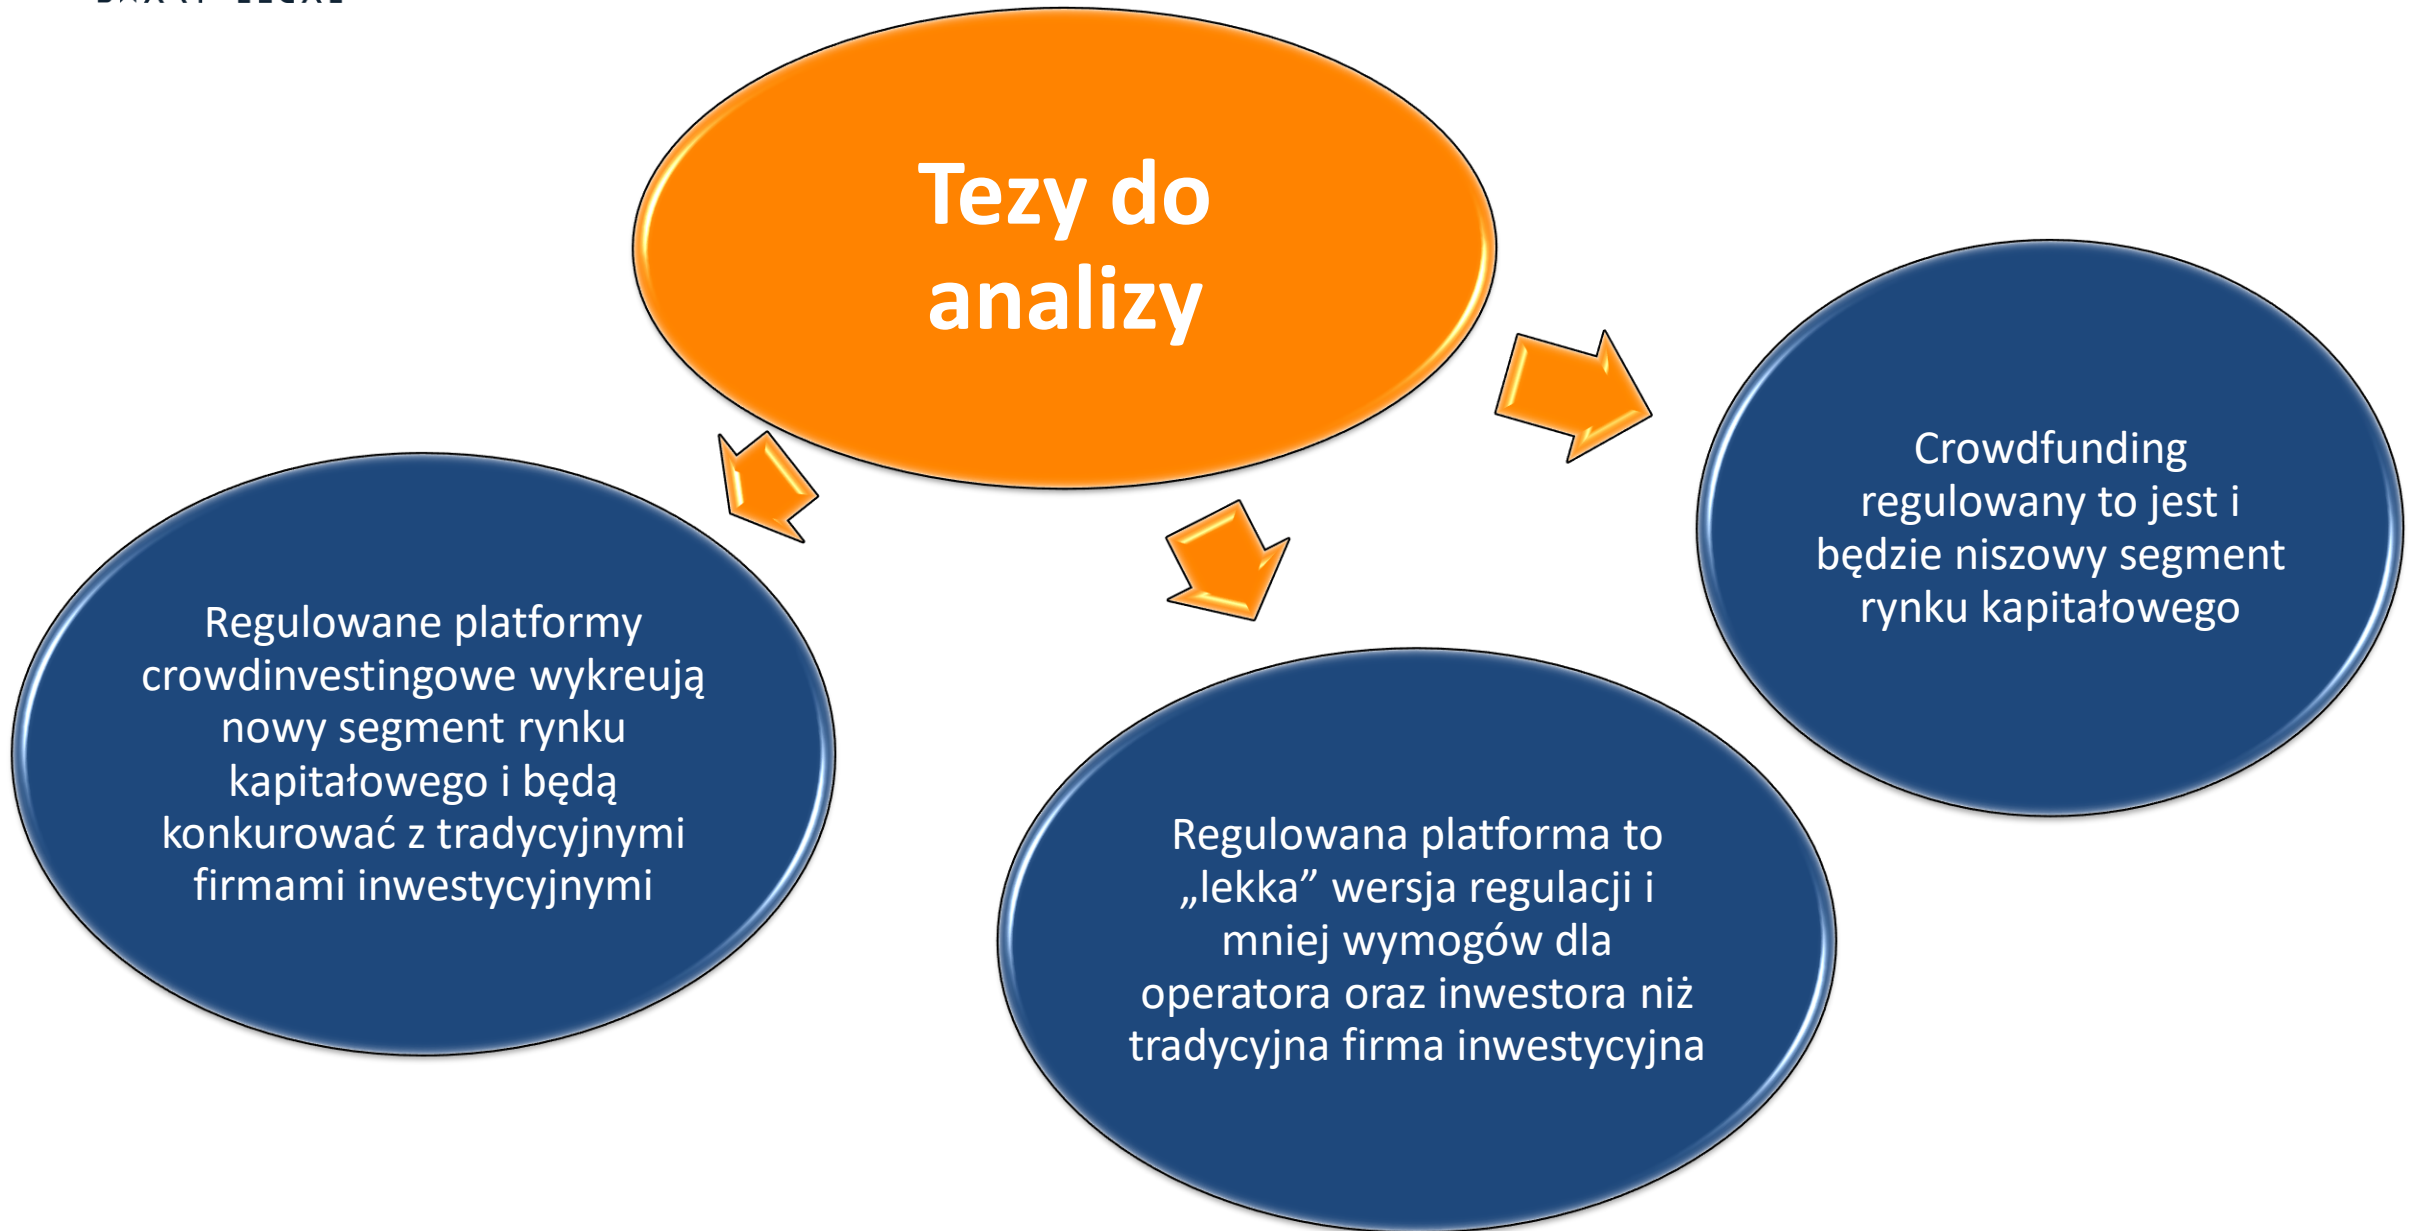 Tezy do
analizy
Regulowane platformy
crowdinvestingowe wykreują
nowy segment rynku
kapitałowego i będą
konkurować z tradycyjnymi
firmami inwestycyjnymi
Regulowana platforma to
„lekka” wersja regulacji i
mniej wymogów dla
operatora oraz inwestora niż
tradycyjna firma inwestycyjna
Crowdfunding
regulowany to jest i
będzie niszowy segment
rynku kapitałowego